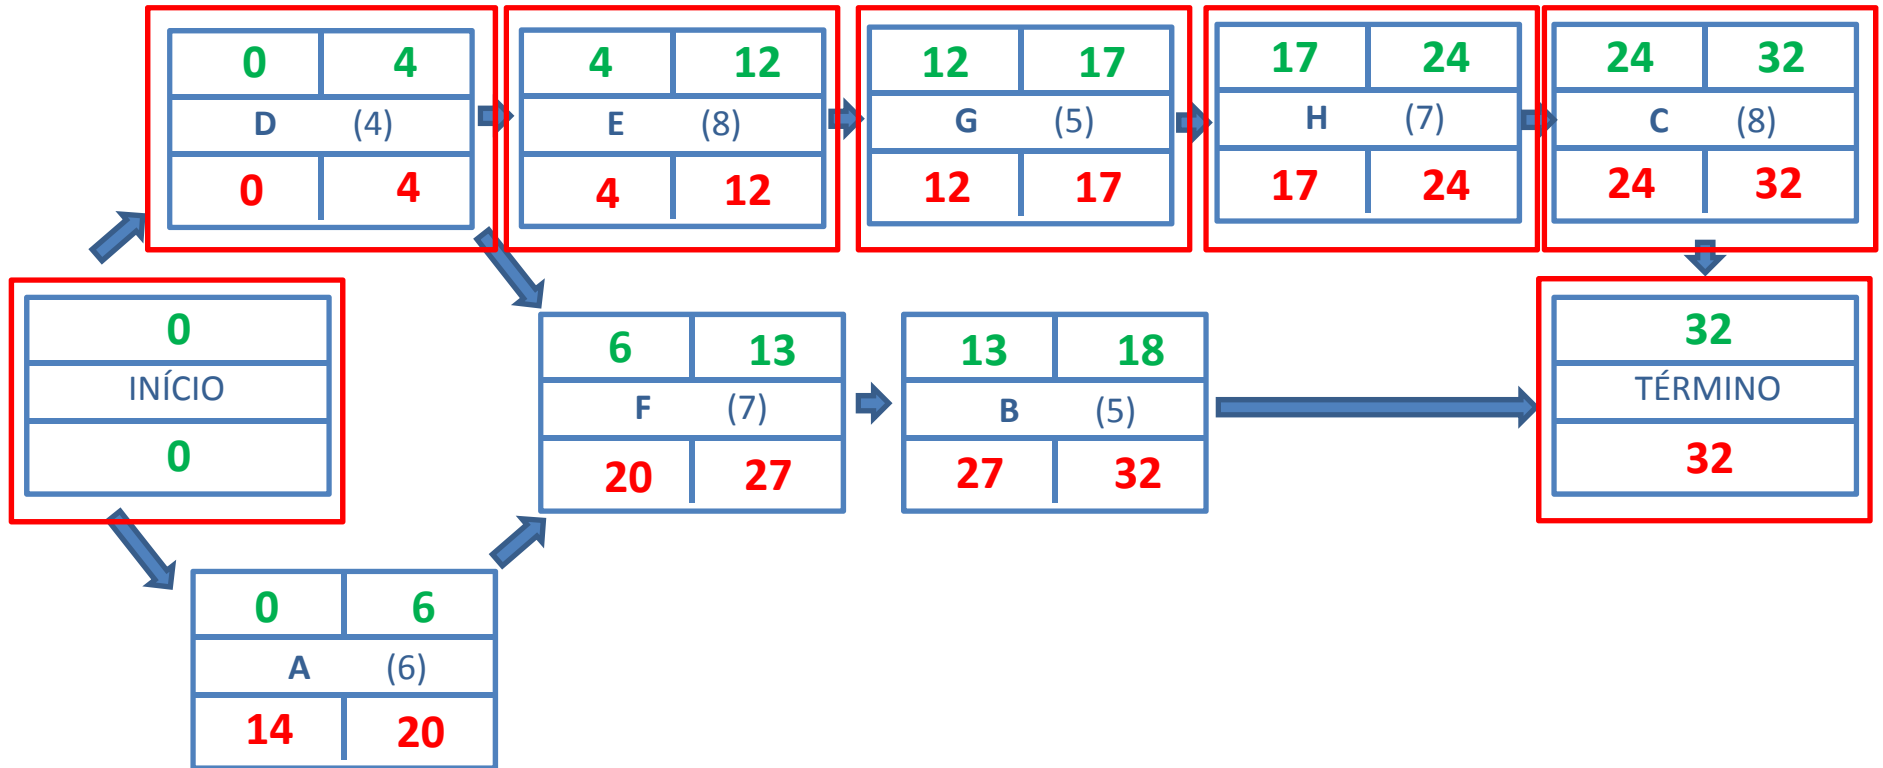 0 4
D (4)
0 4
4 12
E (8)
4 12
12 17
G (5)
12 17
17 24
H (7)
17 24
24 32
C (8)
24 32
0
INÍCIO
0
6 13
F (7)
20 27
13 18
B (5)
27 32
32
TÉRMINO
32
0 6
A (6)
14 20